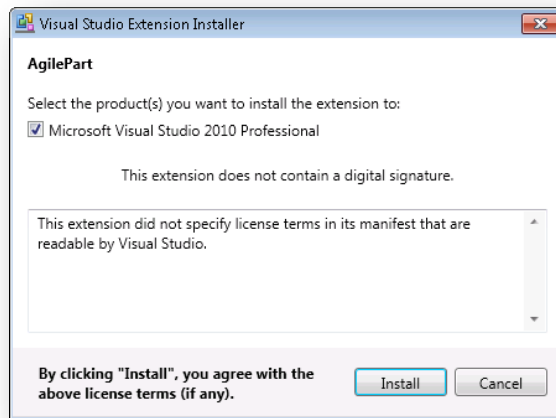 Visual Studio Extension Installer
AgilePart
Select the product(s) you want to install the extension to:
Microsoft Visual Studio 2010 Professional
This extension does not contain a digital signature.
This extension did not specify license terms in its manifest that are
readable by Visual Studio.
By clicking "Install", you agree with the
above license terms (if any).
Install
Cancel